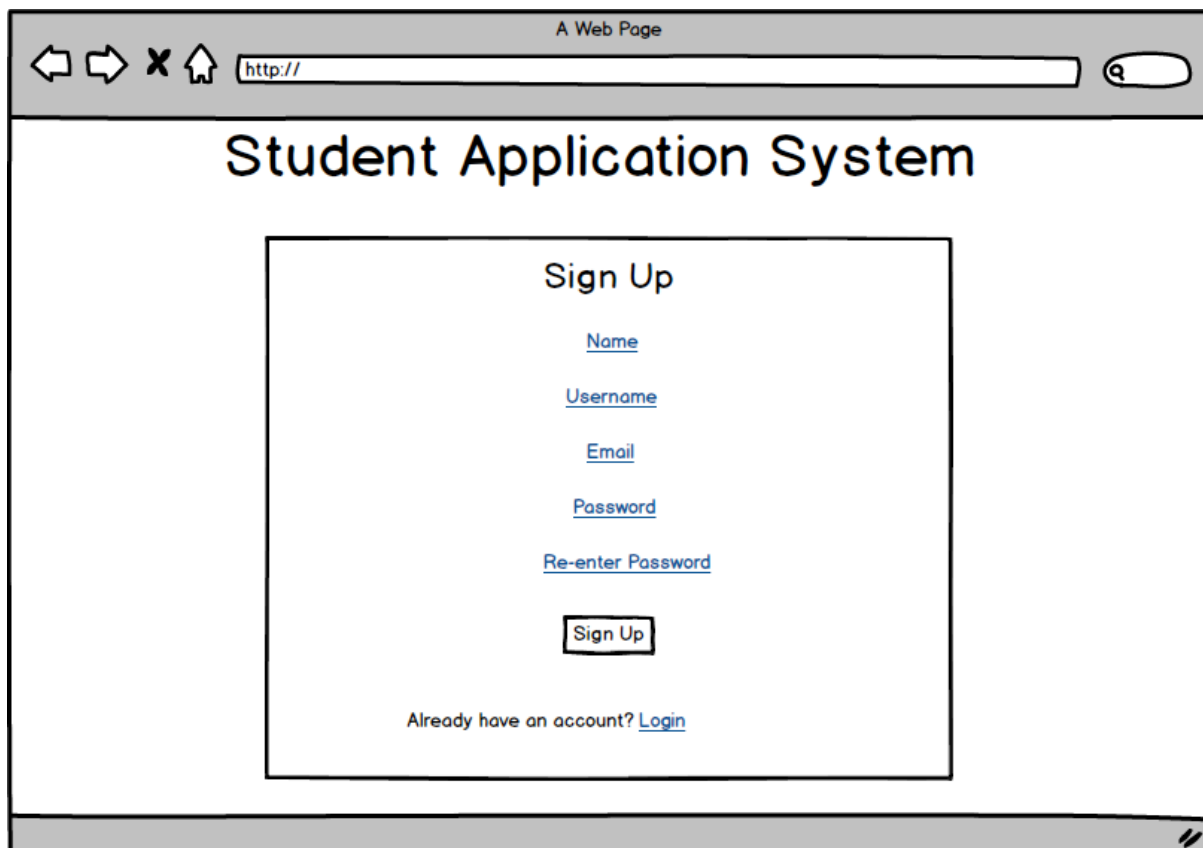 A Web Page
http://
Student Application System
Sign Up
Name
Username
Email
Password
Re-enter Password
Sign Up
Already have an account? Login